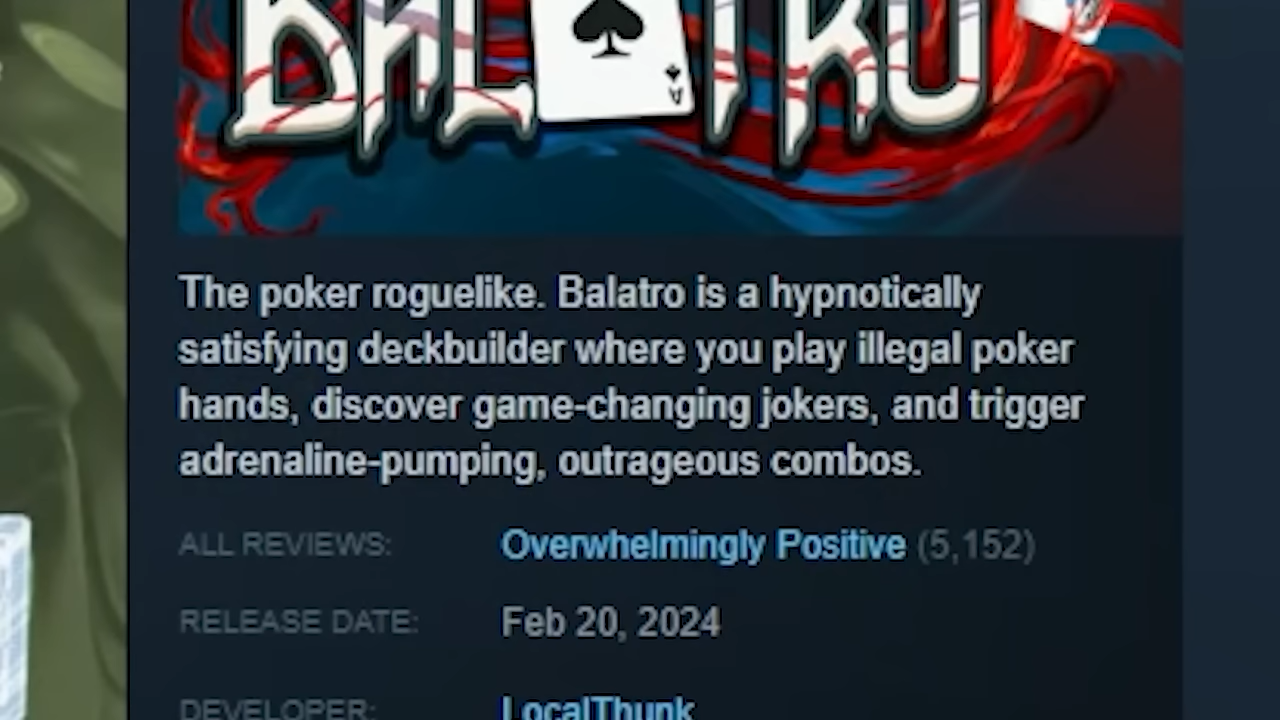 BALATRO
A
The poker roguelike. Balatro is a hypnotically
satisfying deckbuilder where you play illegal poker
hands, discover game-changing jokers, and trigger
adrenaline-pumping, outrageous combos.
ALL REVIEWS: Overwhelmingly Positive (5,152)
RELEASE DATE: Feb 20, 2024
DEVELOPER: LocalThunk